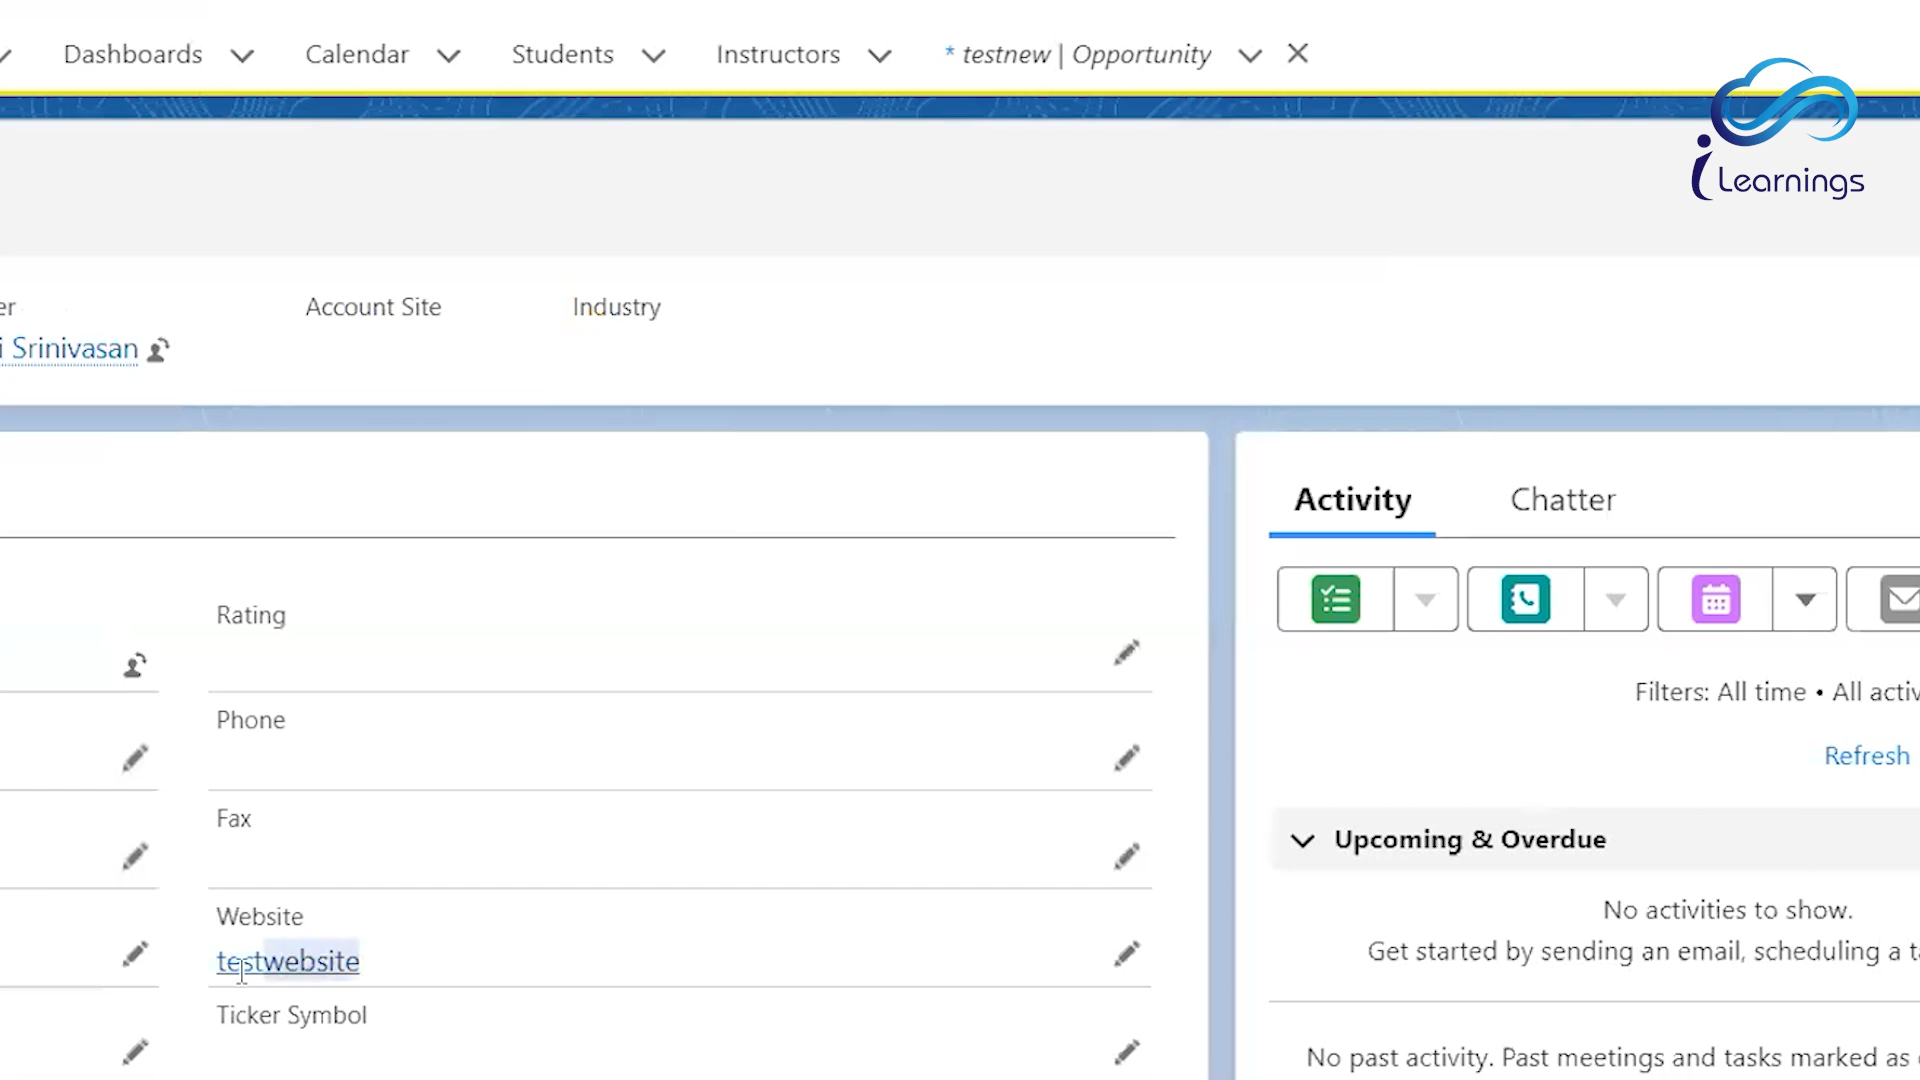 Dashboards Calendar Students Instructors * testnew | Opportunity
i Learnings
er Account Site Industry
i Srinivasan
Activity Chatter
Rating
Filters: All time • All activ
Phone
Refresh
Fax
Upcoming & Overdue
Website
No activities to show.
testwebsite
Get started by sending an email, scheduling a ta
Ticker Symbol
No past activity. Past meetings and tasks marked as